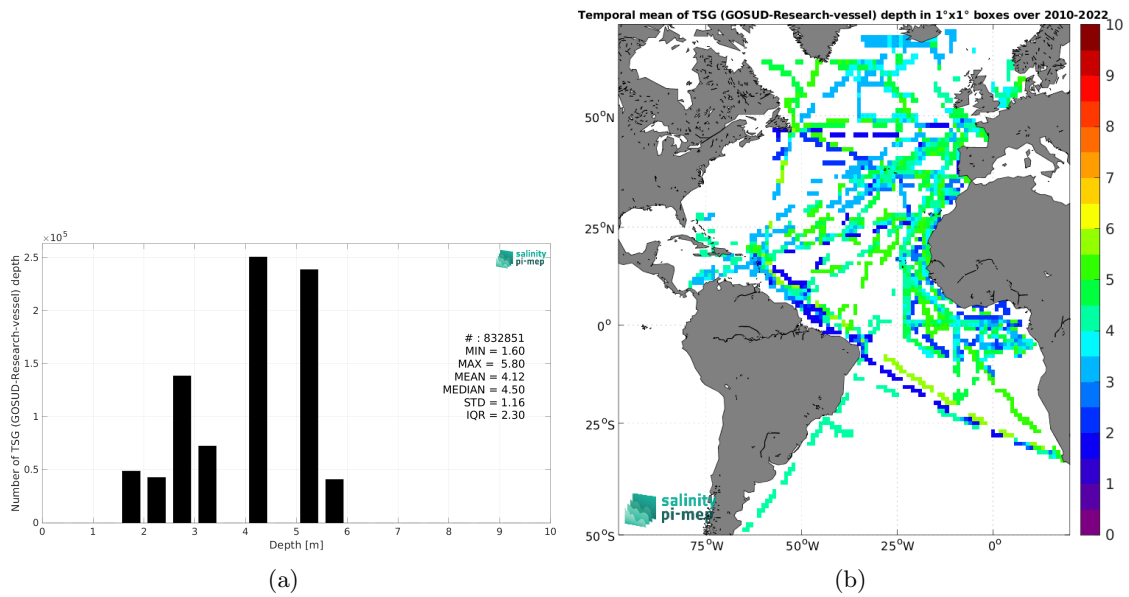 Temporal mean of TSG (GOSUD-Research-vessel) depth in 1°x1° boxes over 2010-2022
Number of TSG (GOSUD-Research-vessel) depth
×10⁵
2.5
2
1.5
1
0.5
0
salinity
pi-mep
# : 832851
MIN = 1.60
MAX = 5.80
MEAN = 4.12
MEDIAN = 4.50
STD = 1.16
IQR = 2.30
0 1 2 3 4 5 6 7 8 9 10
Depth [m]
(a)
50°N
25°N
0°
25°S
50°S
75°W 50°W 25°W 0°
salinity
pi-mep
10
9
8
7
6
5
4
3
2
1
0
(b)